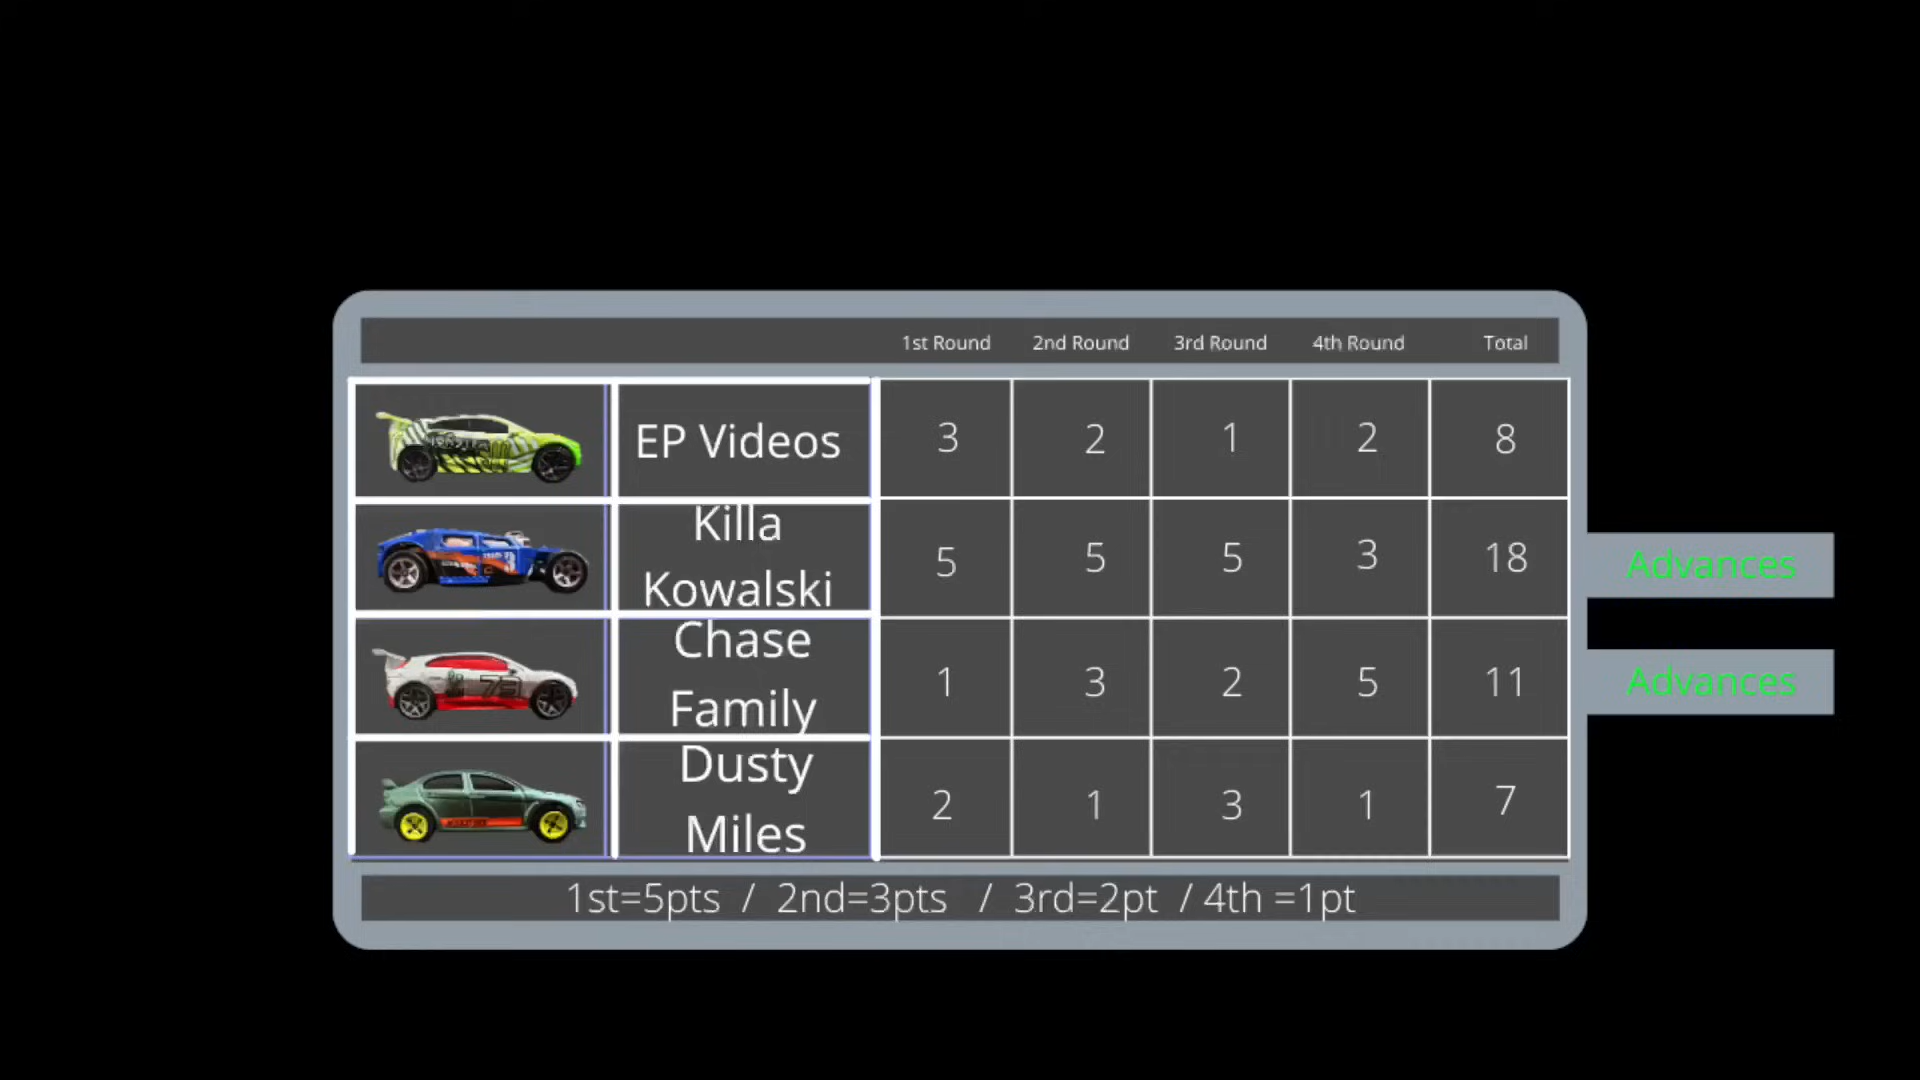 1st Round 2nd Round 3rd Round 4th Round Total
EP Videos 3 2 1 2 8
Killa
Kowalski 5 5 5 3 18 Advances
Chase
Family 1 3 2 5 11 Advances
73
Dusty
Miles 2 1 3 1 7
1st=5pts / 2nd=3pts / 3rd=2pt / 4th =1pt